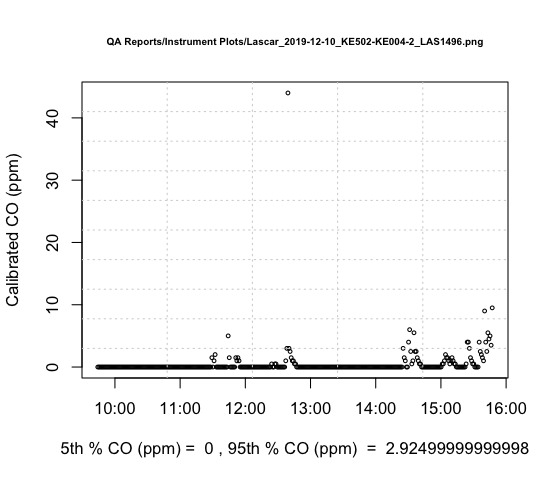 QA Reports/Instrument Plots/Lascar_2019-12-10_KE502-KE004-2_LAS1496.png
Calibrated CO (ppm)
40
30
20
10
0
10:00 11:00 12:00 13:00 14:00 15:00 16:00
5th % CO (ppm) = 0 , 95th % CO (ppm) = 2.92499999999998